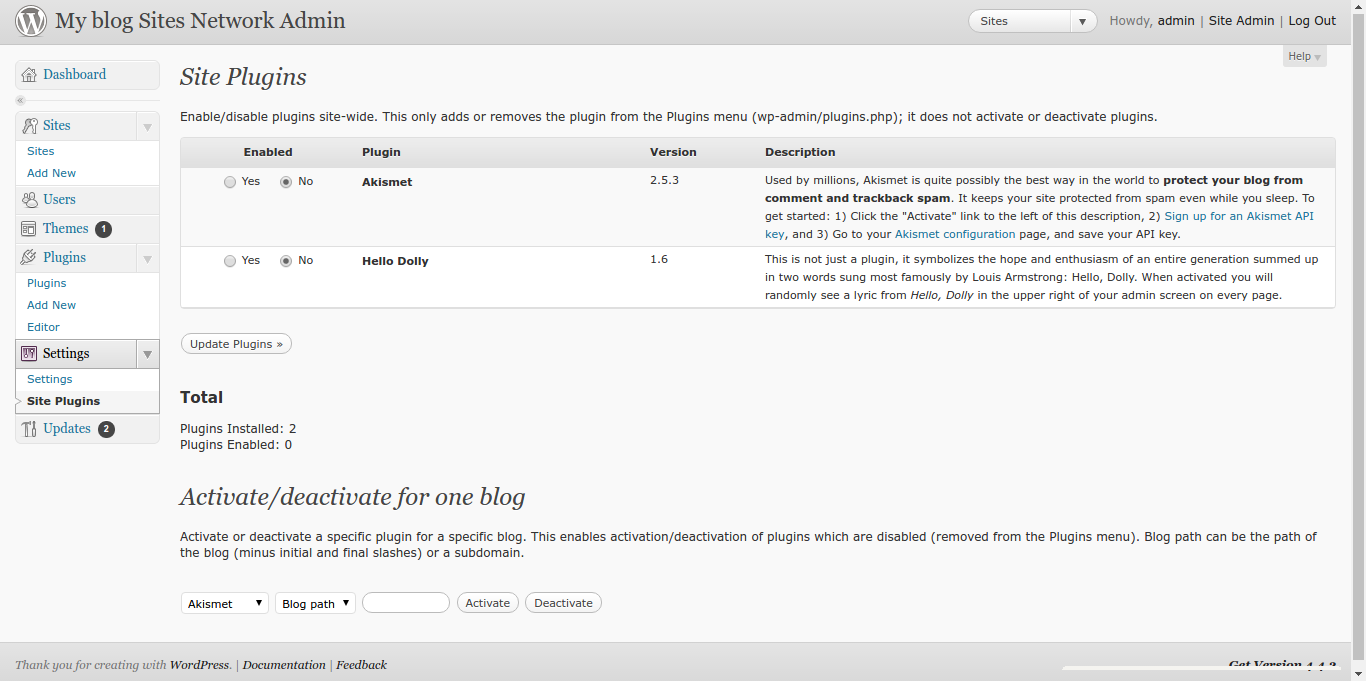 My blog Sites Network Admin
Sites
Howdy, admin | Site Admin | Log Out
Help
Dashboard
Sites
Sites
Add New
Users
Themes 1
Plugins
Plugins
Add New
Editor
Settings
Settings
Site Plugins
Updates 2
Site Plugins
Enable/disable plugins site-wide. This only adds or removes the plugin from the Plugins menu (wp-admin/plugins.php); it does not activate or deactivate plugins.
Enabled Plugin Version Description
Yes No Akismet 2.5.3 Used by millions, Akismet is quite possibly the best way in the world to protect your blog from
comment and trackback spam. It keeps your site protected from spam even while you sleep. To
get started: 1) Click the "Activate" link to the left of this description, 2) Sign up for an Akismet API
key, and 3) Go to your Akismet configuration page, and save your API key.
Yes No Hello Dolly 1.6 This is not just a plugin, it symbolizes the hope and enthusiasm of an entire generation summed up
in two words sung most famously by Louis Armstrong: Hello, Dolly. When activated you will
randomly see a lyric from Hello, Dolly in the upper right of your admin screen on every page.
Update Plugins »
Total
Plugins Installed: 2
Plugins Enabled: 0
Activate/deactivate for one blog
Activate or deactivate a specific plugin for a specific blog. This enables activation/deactivation of plugins which are disabled (removed from the Plugins menu). Blog path can be the path of
the blog (minus initial and final slashes) or a subdomain.
Akismet Blog path Activate Deactivate
Thank you for creating with WordPress. | Documentation | Feedback
Get Version 4.4.2